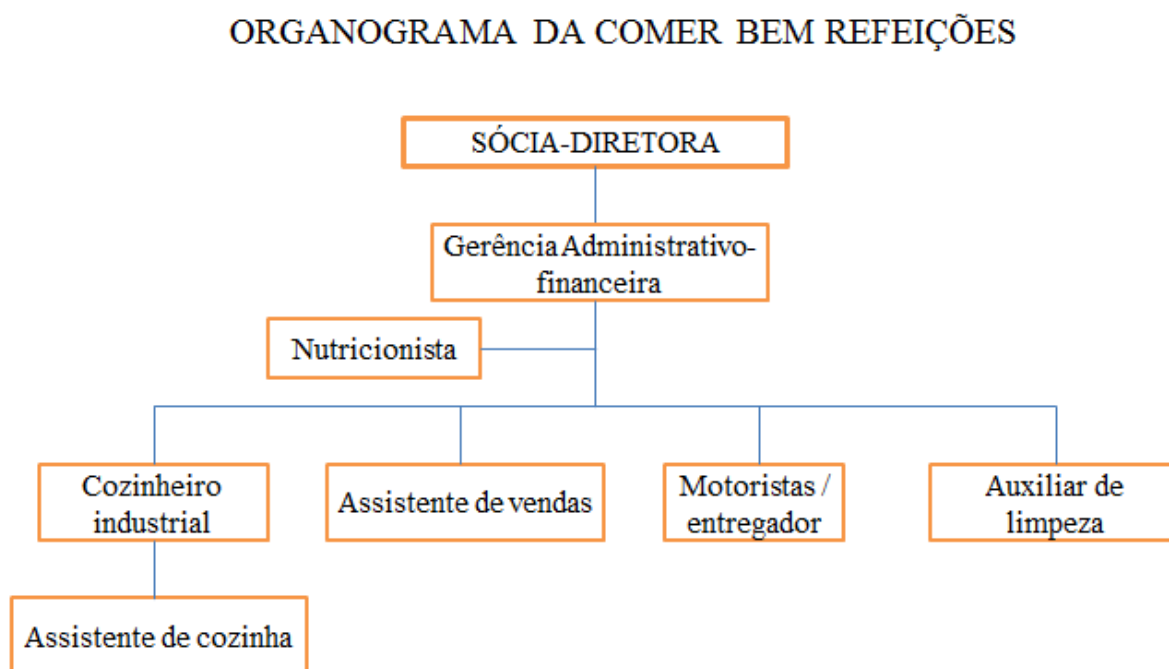 ORGANOGRAMA DA COMER BEM REFEIÇÕES
SÓCIA-DIRETORA
Gerência Administrativo-
financeira
Nutricionista
Cozinheiro
industrial
Assistente de vendas
Motoristas /
entregador
Auxiliar de
limpeza
Assistente de cozinha